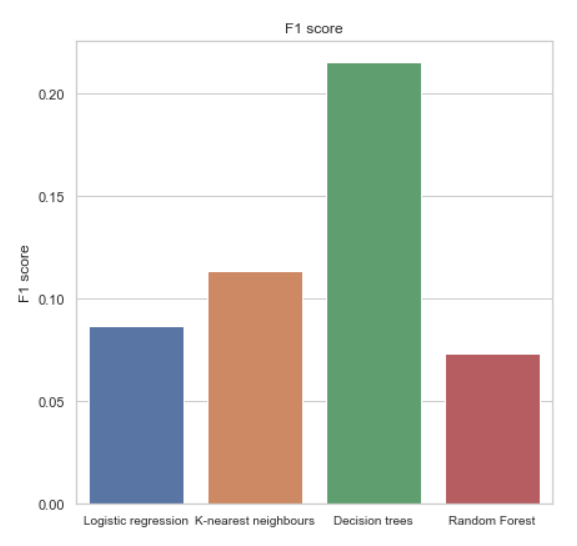 F1 score
F1 score
0.20
0.15
0.10
0.05
0.00
Logistic regression K-nearest neighbours Decision trees Random Forest